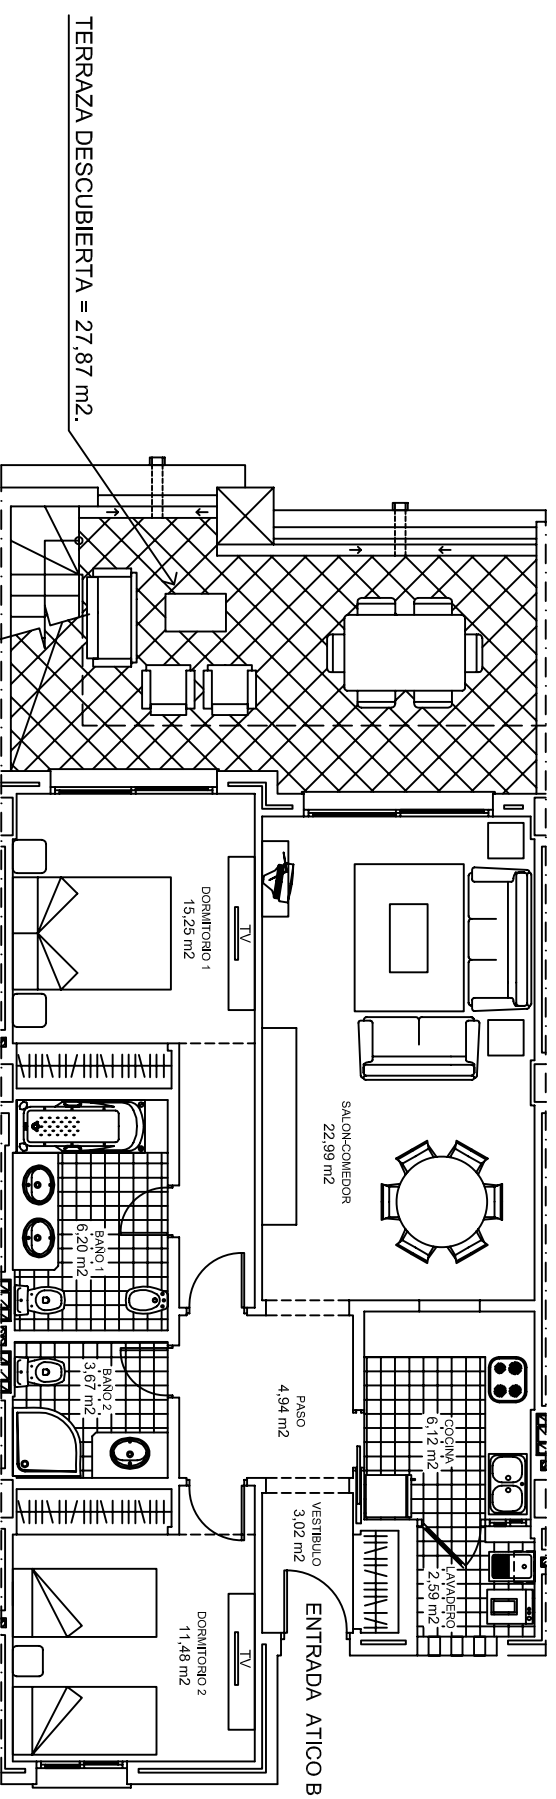 TERRAZA DESCUBIERTA = 27,87 m2.
DORMITORIO 1
15,25 m2
TV
SALON-COMEDOR
22,99 m2
BAÑO 1
6,20 m2
BAÑO 2
3,67 m2
PASO
4,94 m2
COCINA
6,12 m2
VESTIBULO
3,02 m2
LAVADERO
2,59 m2
ENTRADA ATICO B
DORMITORIO 2
11,48 m2
TV